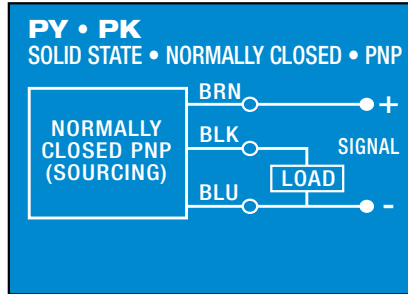 PY • PK
SOLID STATE • NORMALLY CLOSED • PNP
BRN
+
NORMALLY
CLOSED PNP
(SOURCING)
BLK
SIGNAL
LOAD
BLU
-